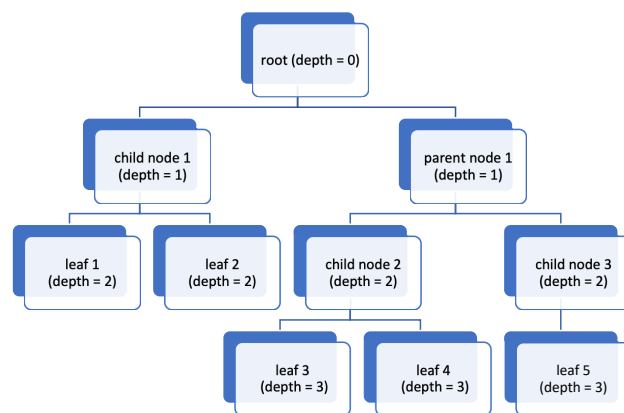 root (depth = 0)
child node 1
(depth = 1)
parent node 1
(depth = 1)
leaf 1
(depth = 2)
leaf 2
(depth = 2)
child node 2
(depth = 2)
child node 3
(depth = 2)
leaf 3
(depth = 3)
leaf 4
(depth = 3)
leaf 5
(depth = 3)